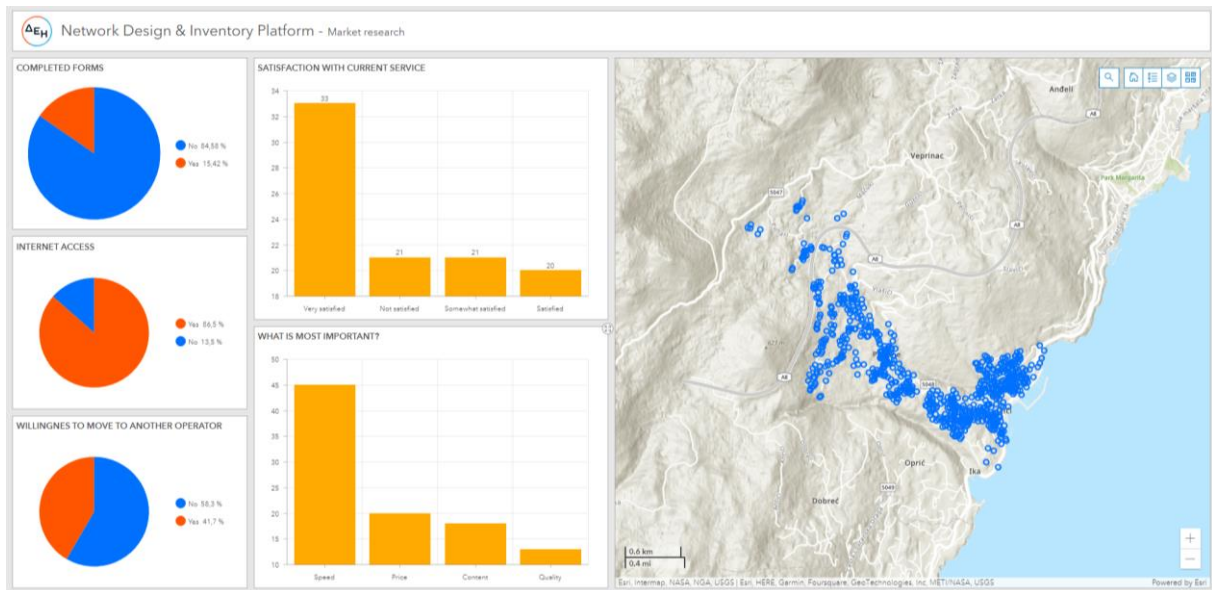 ΔEH Network Design & Inventory Platform - Market research
COMPLETED FORMS
No 84,58 %
Yes 15,42 %
INTERNET ACCESS
Yes 86,5 %
No 13,5 %
WILLINGNES TO MOVE TO ANOTHER OPERATOR
No 58,3 %
Yes 41,7 %
SATISFACTION WITH CURRENT SERVICE
34
32
30
28
26
24
22
20
18
33
21
21
20
Very satisfied
Not satisfied
Somewhat satisfied
Satisfied
WHAT IS MOST IMPORTANT?
50
45
40
35
30
25
20
15
10
Speed
Price
Content
Quality
Anđeli
A8
Veprinac
Park Margarita
5047
A8
A8
A8
5048
Oprić
Ika
5049
Dobreć
0,6 km
0,4 mi
+
−
Esri, Intermap, NASA, NGA, USGS | Esri, HERE, Garmin, Foursquare, GeoTechnologies, Inc, METI/NASA, USGS
Powered by Esri